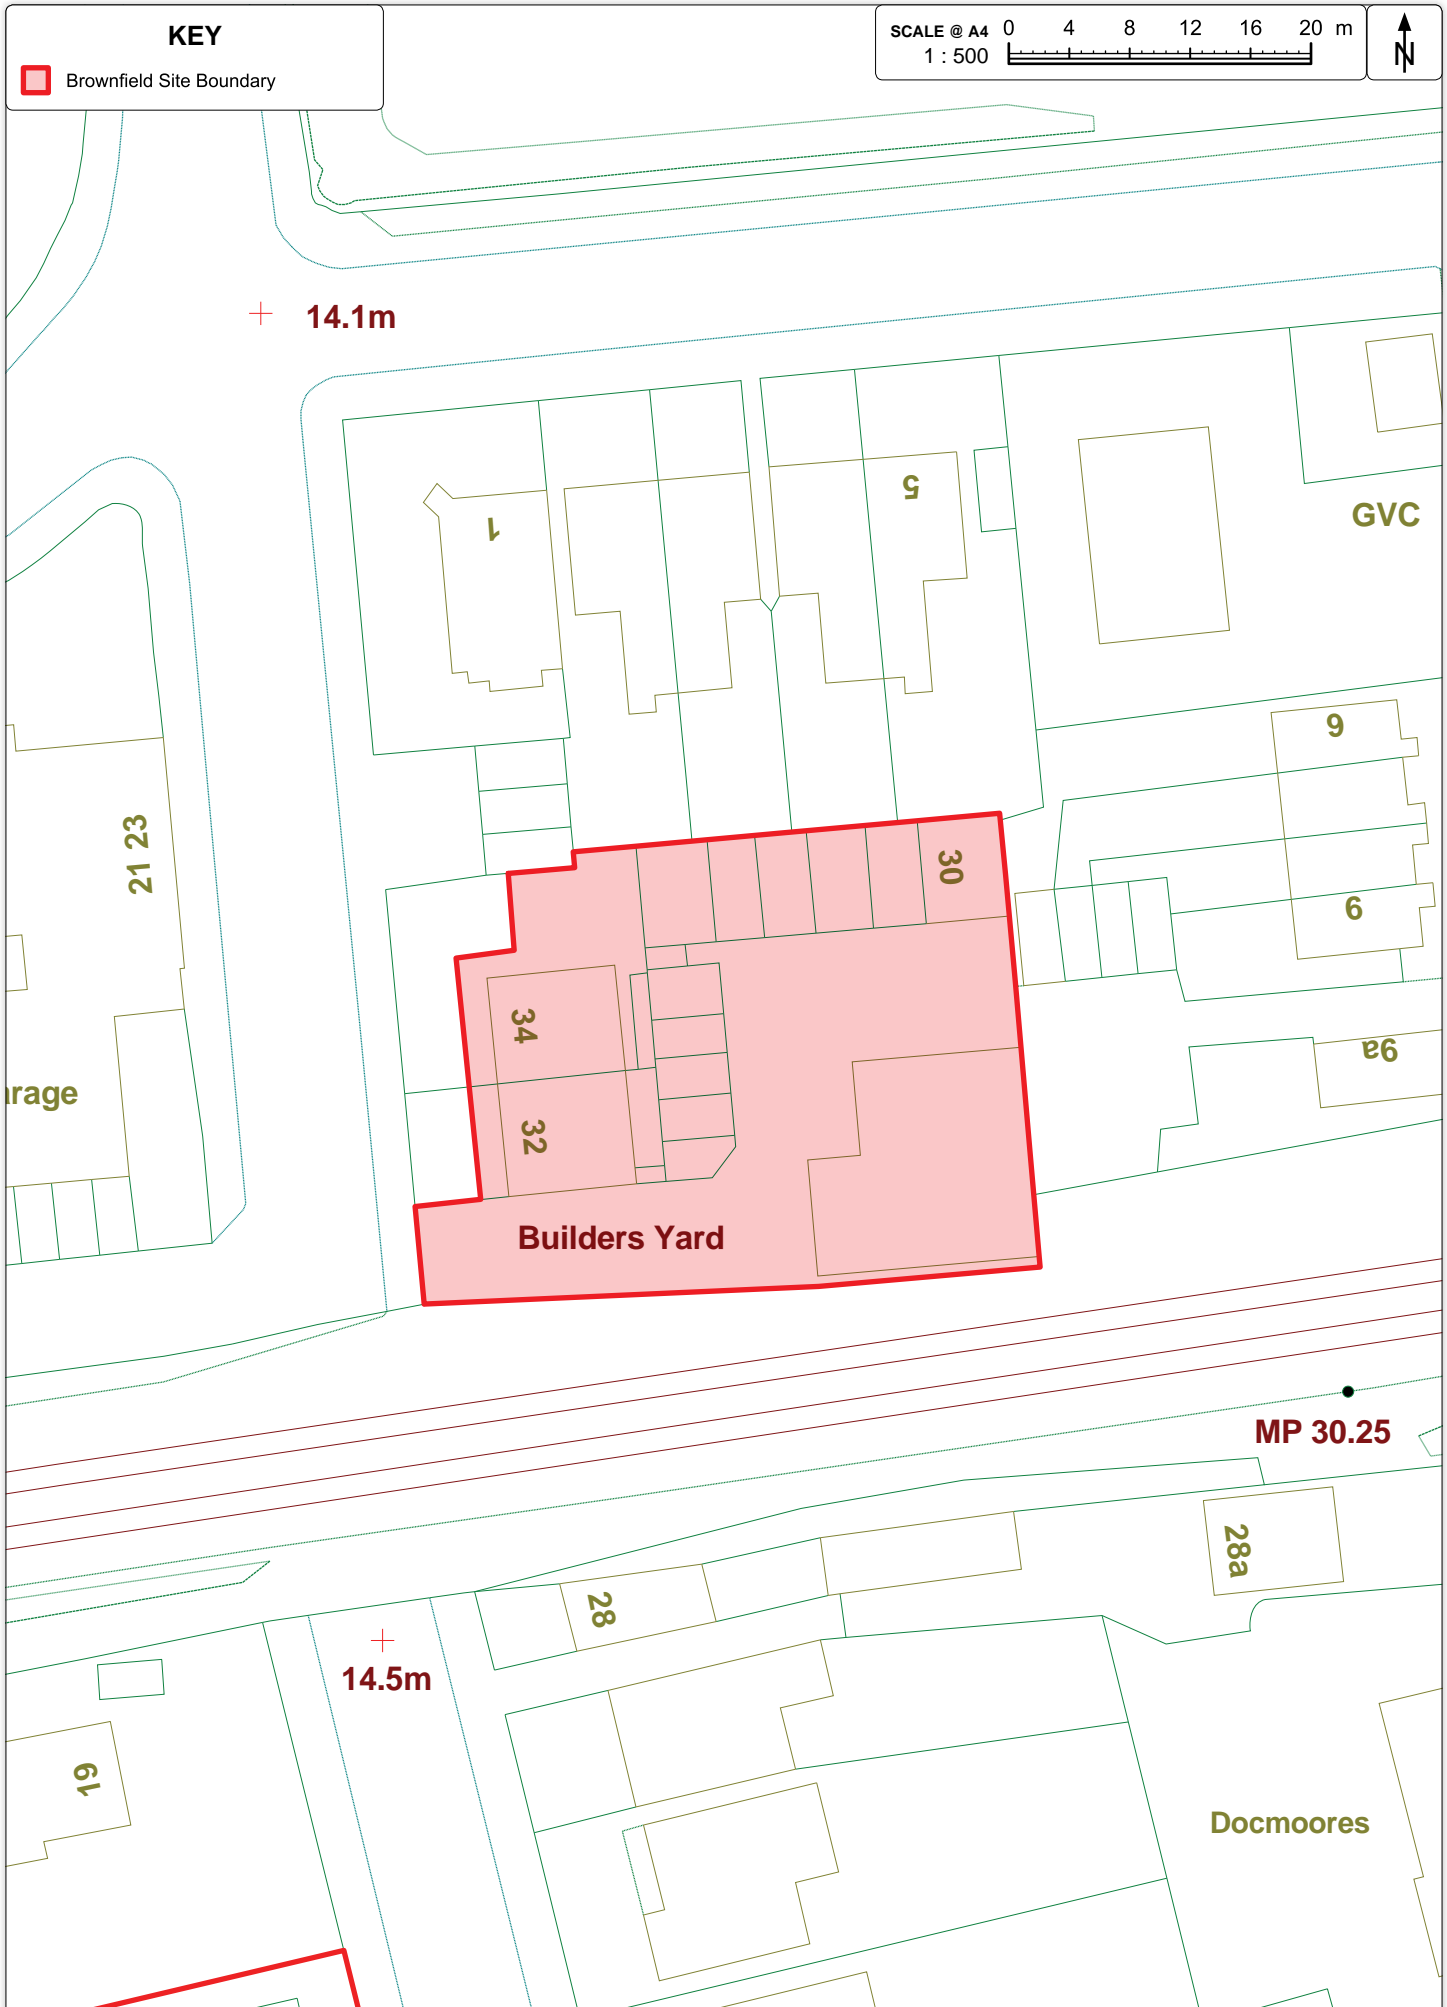 KEY
Brownfield Site Boundary
SCALE @ A4
1 : 500
0 4 8 12 16 20 m
N
14.1m
1
5
GVC
6
21 23
30
9
34
9a
arage
32
Builders Yard
MP 30.25
28a
28
14.5m
19
Docmoores